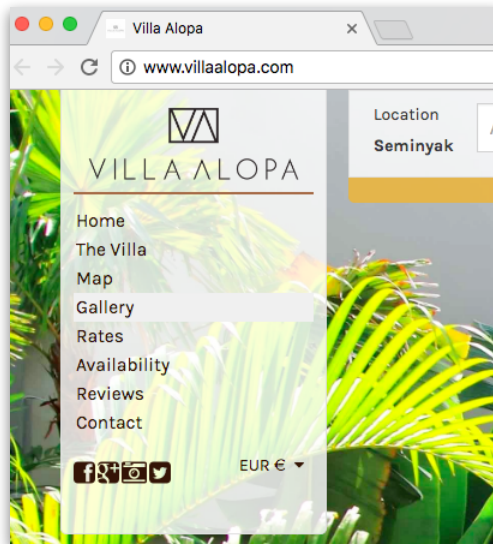 Villa Alopa
www.villaalopa.com
VA
VILLA ALOPA
Home
The Villa
Map
Gallery
Rates
Availability
Reviews
Contact
EUR €
Location
Seminyak